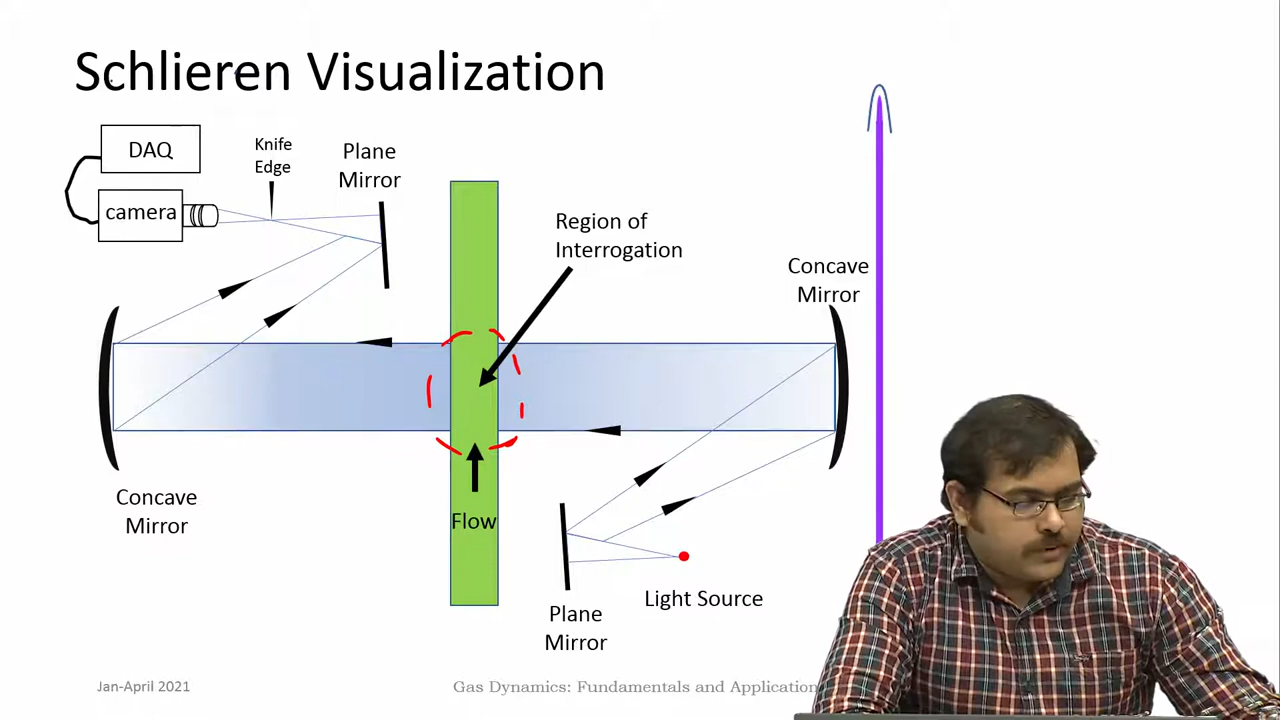 Schlieren Visualization
DAQ
camera
Knife
Edge
Plane
Mirror
Region of
Interrogation
Concave
Mirror
Concave
Mirror
Flow
Light Source
Plane
Mirror
Jan-April 2021
Gas Dynamics: Fundamentals and Application